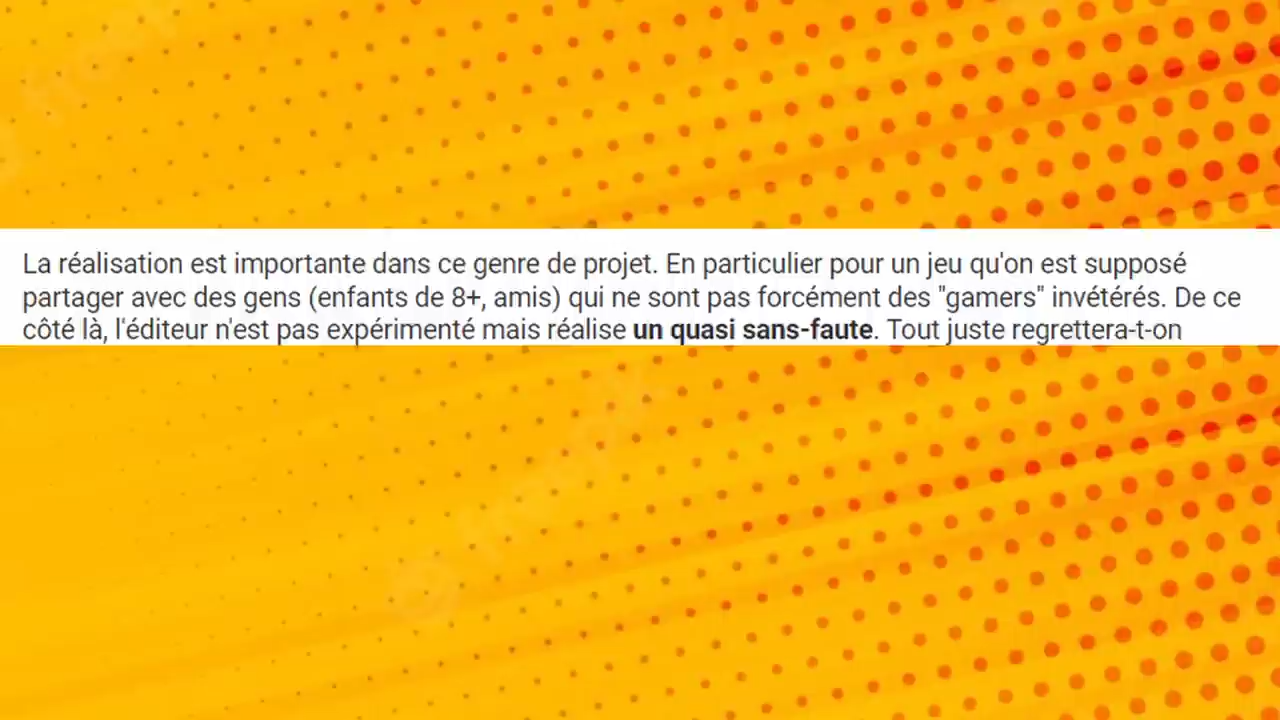 La réalisation est importante dans ce genre de projet. En particulier pour un jeu qu'on est supposé
partager avec des gens (enfants de 8+, amis) qui ne sont pas forcément des "gamers" invétérés. De ce
côté là, l'éditeur n'est pas expérimenté mais réalise un quasi sans-faute. Tout juste regrettera-t-on